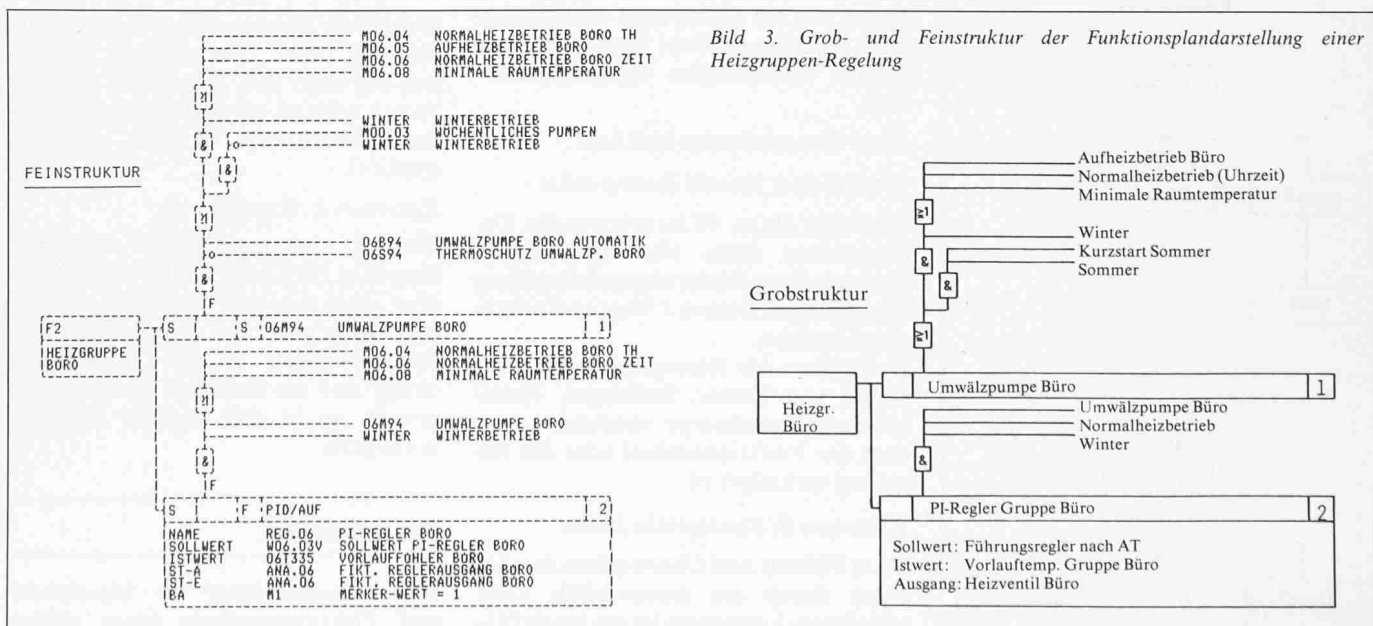 Bild 3. Grob- und Feinstruktur der Funktionsplandarstellung einer
Heizgruppen-Regelung
FEINSTRUKTUR
M06.04 NORMALHEIZBETRIEB BÜRO TH
M06.05 AUFHEIZBETRIEB BÜRO
M06.06 NORMALHEIZBETRIEB BÜRO ZEIT
M06.08 MINIMALE RAUMTEMPERATUR
≥1
WINTER WINTERBETRIEB
M00.03 WÖCHENTLICHES PUMPEN
WINTER WINTERBETRIEB
&
&
≥1
06B94 UMWÄLZPUMPE BÜRO AUTOMATIK
06S94 THERMOSCHUTZ UMWÄLZP. BÜRO
&
F
F2
HEIZGRUPPE
BÜRO
S S 06M94 UMWÄLZPUMPE BÜRO 1
M06.04 NORMALHEIZBETRIEB BÜRO TH
M06.06 NORMALHEIZBETRIEB BÜRO ZEIT
M06.08 MINIMALE RAUMTEMPERATUR
≥1
06M94 UMWÄLZPUMPE BÜRO
WINTER WINTERBETRIEB
&
F
S F PID/AUF 2
NAME REG.06 PI-REGLER BÜRO
SOLLWERT W06.03V SOLLWERT PI-REGLER BÜRO
ISTWERT 06T335 VORLAUFFÜHLER BÜRO
ST-A ANA.06 FIKT. REGLERAUSGANG BÜRO
ST-E ANA.06 FIKT. REGLERAUSGANG BÜRO
BA M1 MERKER-WERT = 1
Grobstruktur
Aufheizbetrieb Büro
Normalheizbetrieb (Uhrzeit)
Minimale Raumtemperatur
≥1
Winter
Kurzstart Sommer
Sommer
&
&
≥1
Heizgr.
Büro
Umwälzpumpe Büro 1
Umwälzpumpe Büro
Normalheizbetrieb
Winter
&
PI-Regler Gruppe Büro 2
Sollwert: Führungsregler nach AT
Istwert: Vorlauftemp. Gruppe Büro
Ausgang: Heizventil Büro